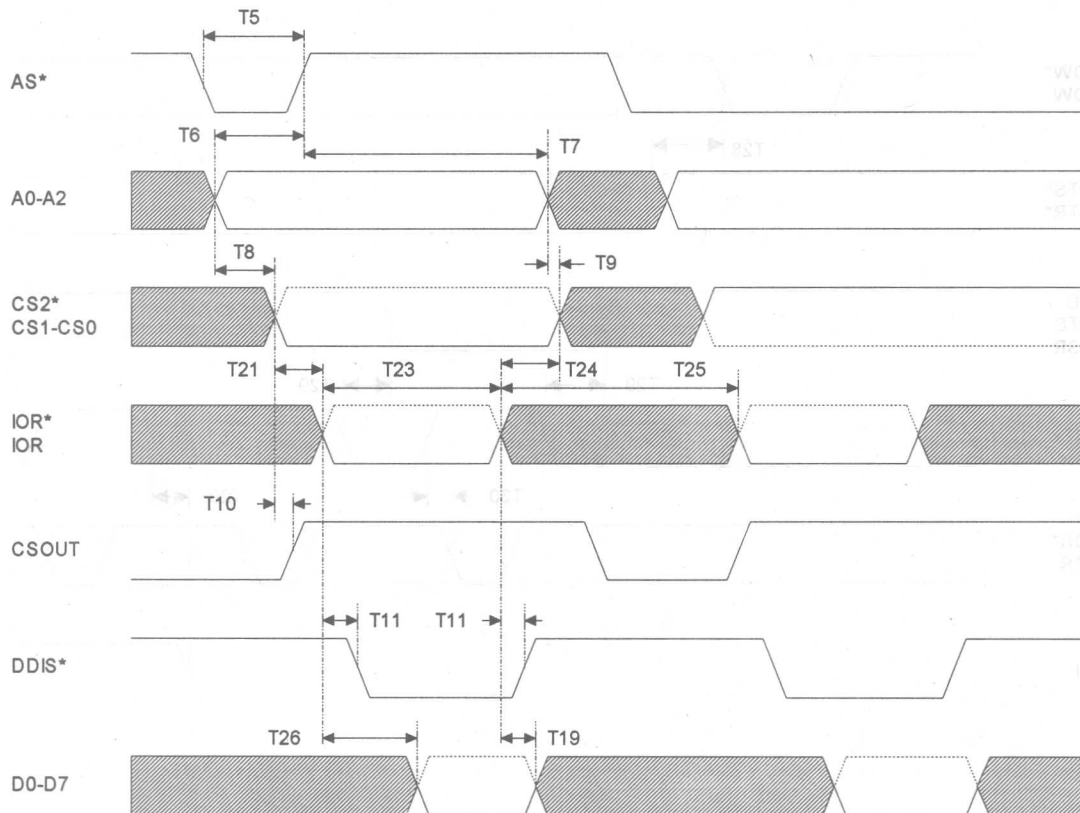 T5
AS*
T6
T7
A0-A2
T8
T9
CS2*
CS1-CS0
T21 T23 T24 T25
IOR*
IOR
T10
CSOUT
T11 T11
DDIS*
T26 T19
D0-D7